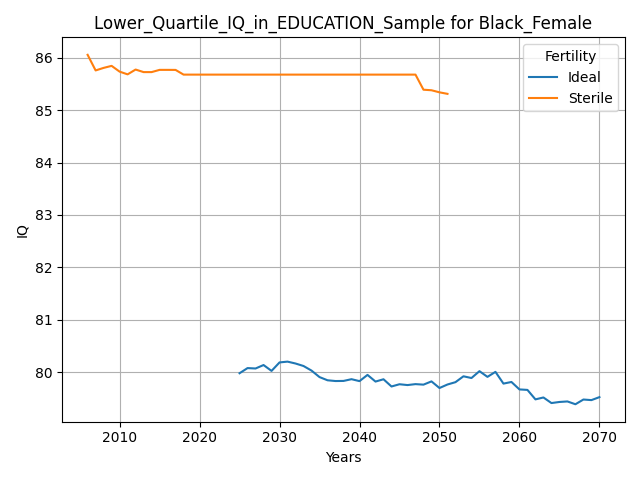 Lower_Quartile_IQ_in_EDUCATION_Sample for Black_Female
Fertility
Ideal
Sterile
IQ
86
85
84
83
82
81
80
2010 2020 2030 2040 2050 2060 2070
Years